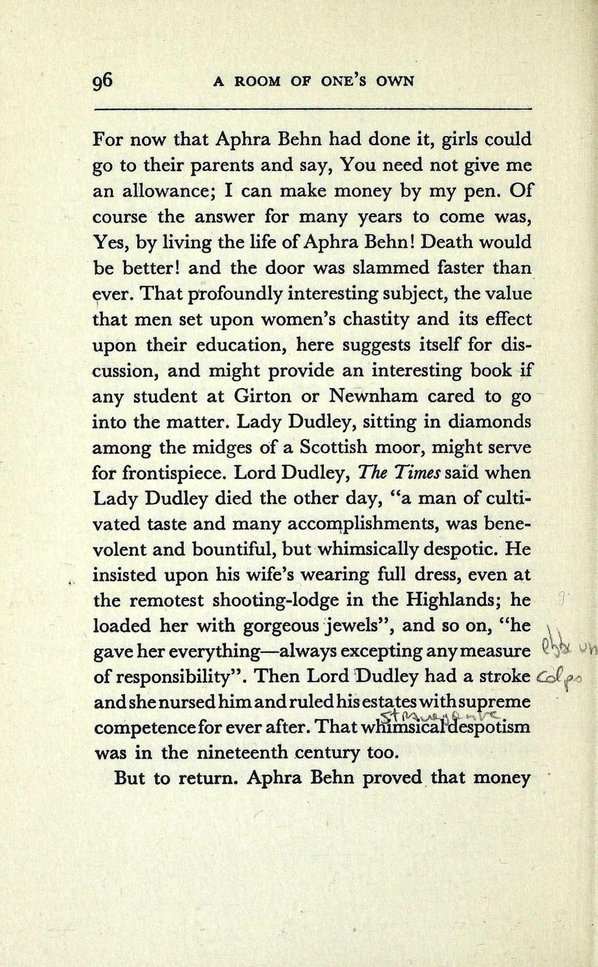 96 A ROOM OF ONE'S OWN
For now that Aphra Behn had done it, girls could
go to their parents and say, You need not give me
an allowance; I can make money by my pen. Of
course the answer for many years to come was,
Yes, by living the life of Aphra Behn! Death would
be better! and the door was slammed faster than
ever. That profoundly interesting subject, the value
that men set upon women's chastity and its effect
upon their education, here suggests itself for dis-
cussion, and might provide an interesting book if
any student at Girton or Newnham cared to go
into the matter. Lady Dudley, sitting in diamonds
among the midges of a Scottish moor, might serve
for frontispiece. Lord Dudley, The Times said when
Lady Dudley died the other day, “a man of culti-
vated taste and many accomplishments, was bene-
volent and bountiful, but whimsically despotic. He
insisted upon his wife's wearing full dress, even at
the remotest shooting-lodge in the Highlands; he
loaded her with gorgeous jewels”, and so on, “he
gave her everything—always excepting any measure
ebbe un
of responsibility”. Then Lord Dudley had a stroke
colpo
and she nursed him and ruled his estates with supreme
stravagante
competence for ever after. That whimsical despotism
was in the nineteenth century too.
But to return. Aphra Behn proved that money